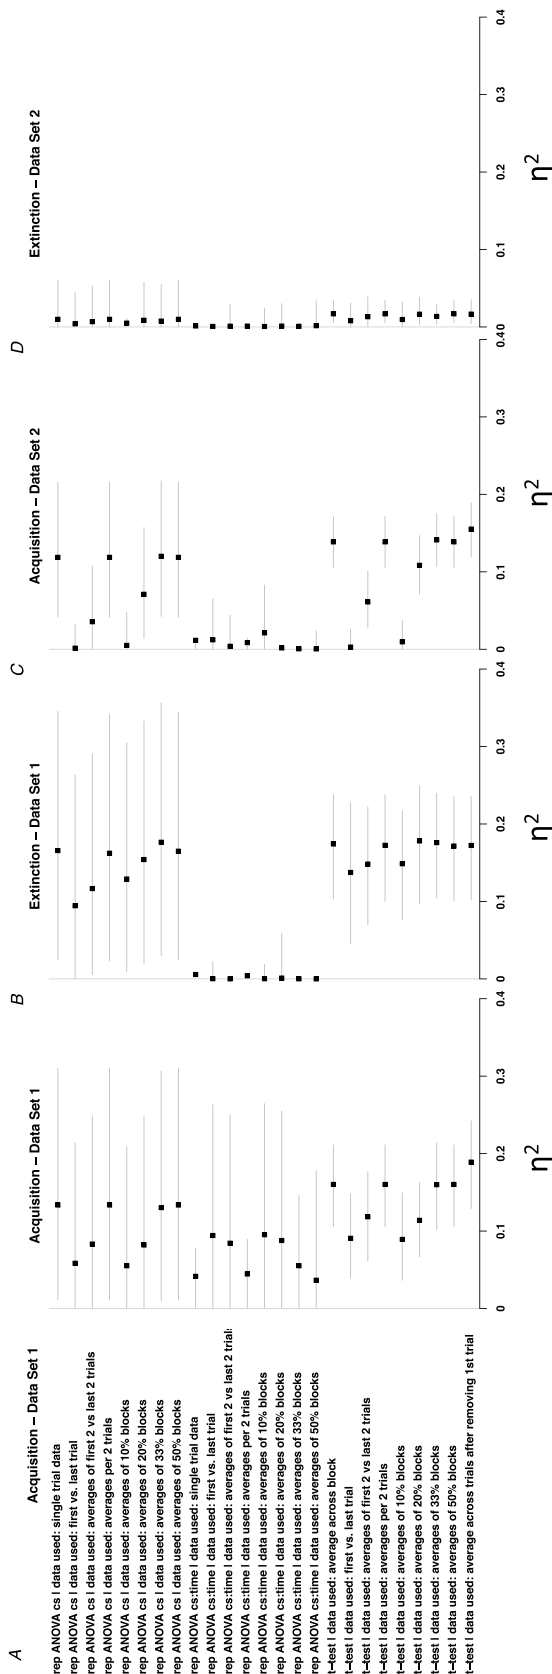 A
Acquisition – Data Set 1
rep ANOVA cs | data used: single trial data
rep ANOVA cs | data used: first vs. last trial
rep ANOVA cs | data used: averages of first 2 vs last 2 trials
rep ANOVA cs | data used: averages per 2 trials
rep ANOVA cs | data used: averages of 10% blocks
rep ANOVA cs | data used: averages of 20% blocks
rep ANOVA cs | data used: averages of 33% blocks
rep ANOVA cs | data used: averages of 50% blocks
rep ANOVA cs:time | data used: single trial data
rep ANOVA cs:time | data used: first vs. last trial
rep ANOVA cs:time | data used: averages of first 2 vs last 2 trials
rep ANOVA cs:time | data used: averages per 2 trials
rep ANOVA cs:time | data used: averages of 10% blocks
rep ANOVA cs:time | data used: averages of 20% blocks
rep ANOVA cs:time | data used: averages of 33% blocks
rep ANOVA cs:time | data used: averages of 50% blocks
t–test | data used: average across block
t–test | data used: first vs. last trial
t–test | data used: averages of first 2 vs last 2 trials
t–test | data used: averages per 2 trials
t–test | data used: averages of 10% blocks
t–test | data used: averages of 20% blocks
t–test | data used: averages of 33% blocks
t–test | data used: averages of 50% blocks
t–test | data used: average across trials after removing 1st trial
Acquisition – Data Set 1
0 0.1 0.2 0.3 0.4
η²
B
Extinction – Data Set 1
0 0.1 0.2 0.3 0.4
η²
C
Acquisition – Data Set 2
0 0.1 0.2 0.3 0.4
η²
D
Extinction – Data Set 2
0 0.1 0.2 0.3 0.4
η²